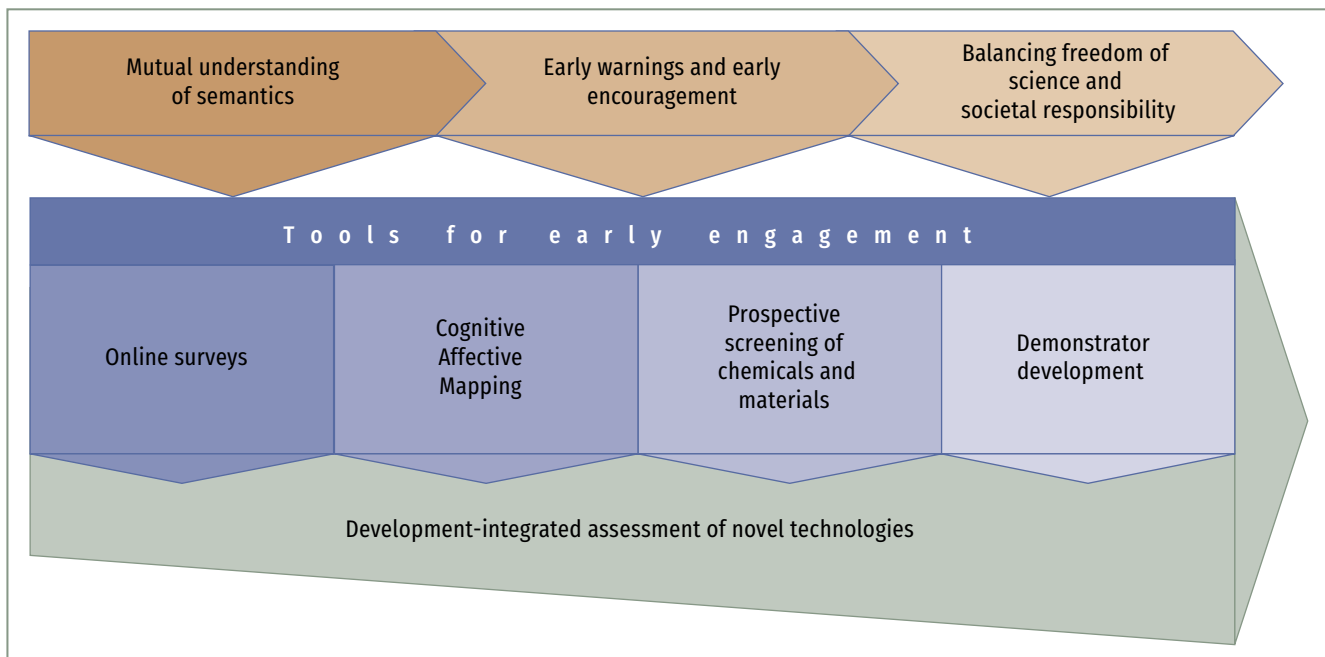 Mutual understanding
of semantics
Early warnings and early
encouragement
Balancing freedom of
science and
societal responsibility
Tools for early engagement
Online surveys
Cognitive
Affective
Mapping
Prospective
screening of
chemicals and
materials
Demonstrator
development
Development-integrated assessment of novel technologies